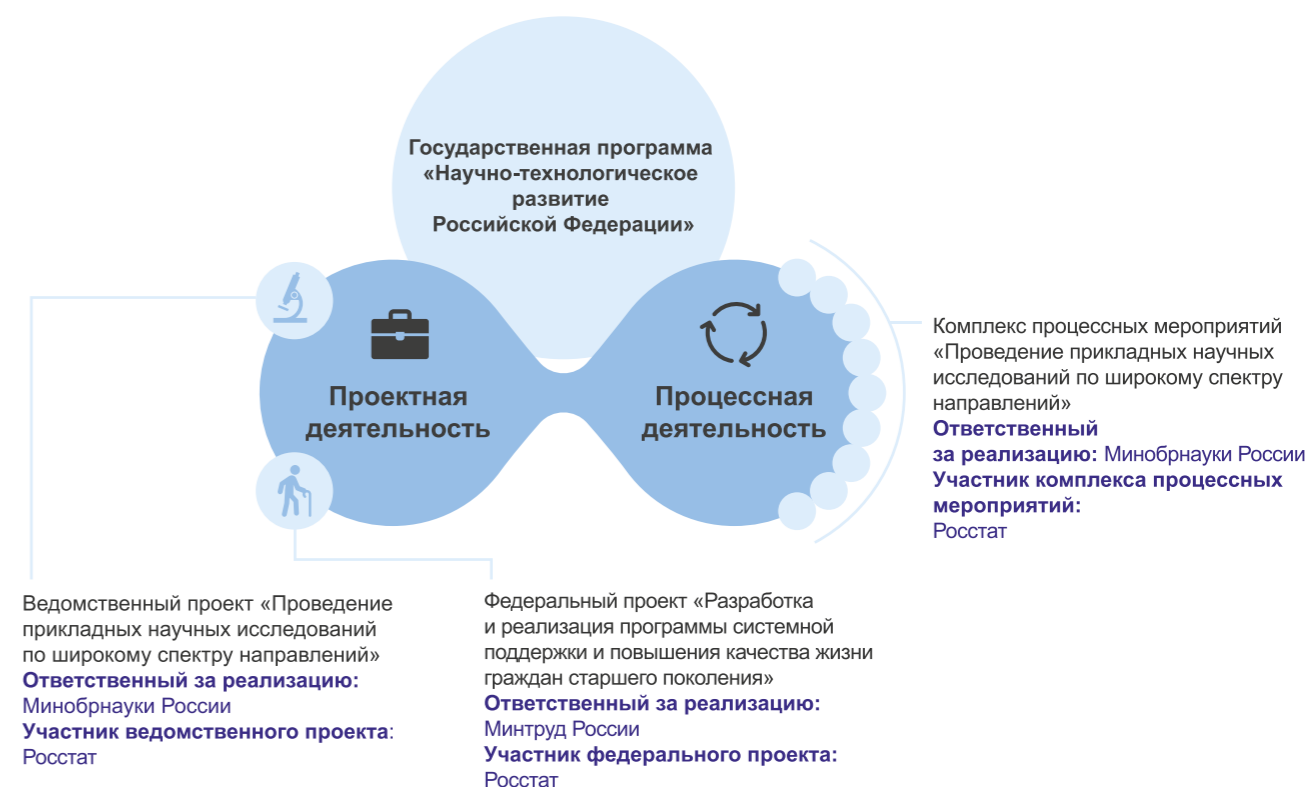 Государственная программа
«Научно-технологическое
развитие
Российской Федерации»
Проектная
деятельность
Процессная
деятельность
Комплекс процессных мероприятий
«Проведение прикладных научных
исследований по широкому спектру
направлений»
Ответственный
за реализацию: Минобрнауки России
Участник комплекса процессных
мероприятий:
Росстат
Ведомственный проект «Проведение
прикладных научных исследований
по широкому спектру направлений»
Ответственный за реализацию:
Минобрнауки России
Участник ведомственного проекта:
Росстат
Федеральный проект «Разработка
и реализация программы системной
поддержки и повышения качества жизни
граждан старшего поколения»
Ответственный за реализацию:
Минтруд России
Участник федерального проекта:
Росстат